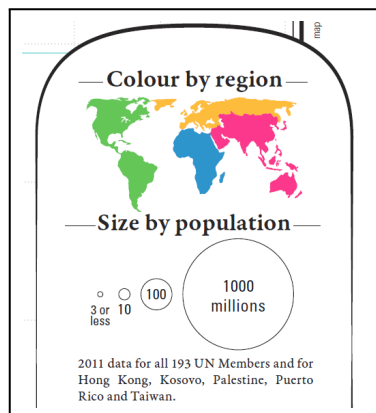 map
Colour by region
Size by population
3 or
less
10
100
1000
millions
2011 data for all 193 UN Members and for
Hong Kong, Kosovo, Palestine, Puerto
Rico and Taiwan.